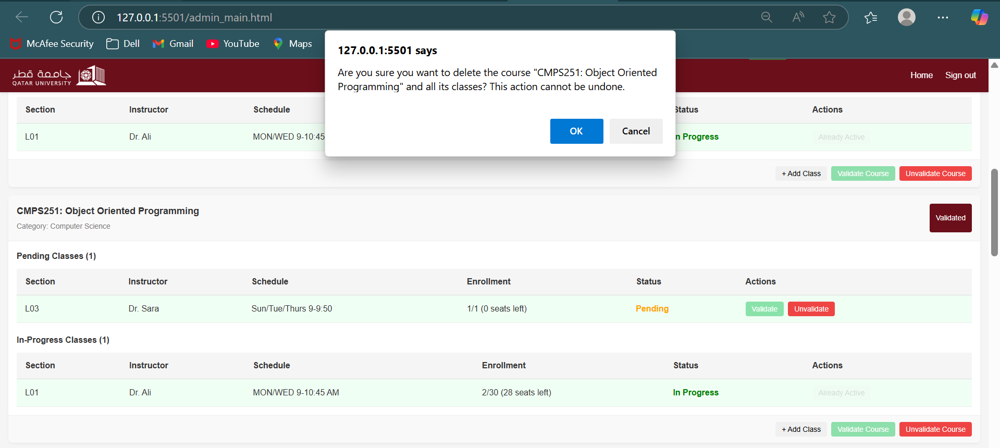 127.0.0.1:5501/admin_main.html
McAfee Security Dell Gmail YouTube Maps
127.0.0.1:5501 says
Are you sure you want to delete the course "CMPS251: Object Oriented
Programming" and all its classes? This action cannot be undone.
OK Cancel
جامعة قطر
QATAR UNIVERSITY
Home Sign out
Section Instructor Schedule Status Actions
L01 Dr. Ali MON/WED 9-10:45 In Progress Already Active
+ Add Class Validate Course Unvalidate Course
CMPS251: Object Oriented Programming
Category: Computer Science
Validated
Pending Classes (1)
Section Instructor Schedule Enrollment Status Actions
L03 Dr. Sara Sun/Tue/Thurs 9-9:50 1/1 (0 seats left) Pending Validate Unvalidate
In-Progress Classes (1)
Section Instructor Schedule Enrollment Status Actions
L01 Dr. Ali MON/WED 9-10:45 AM 2/30 (28 seats left) In Progress Already Active
+ Add Class Validate Course Unvalidate Course